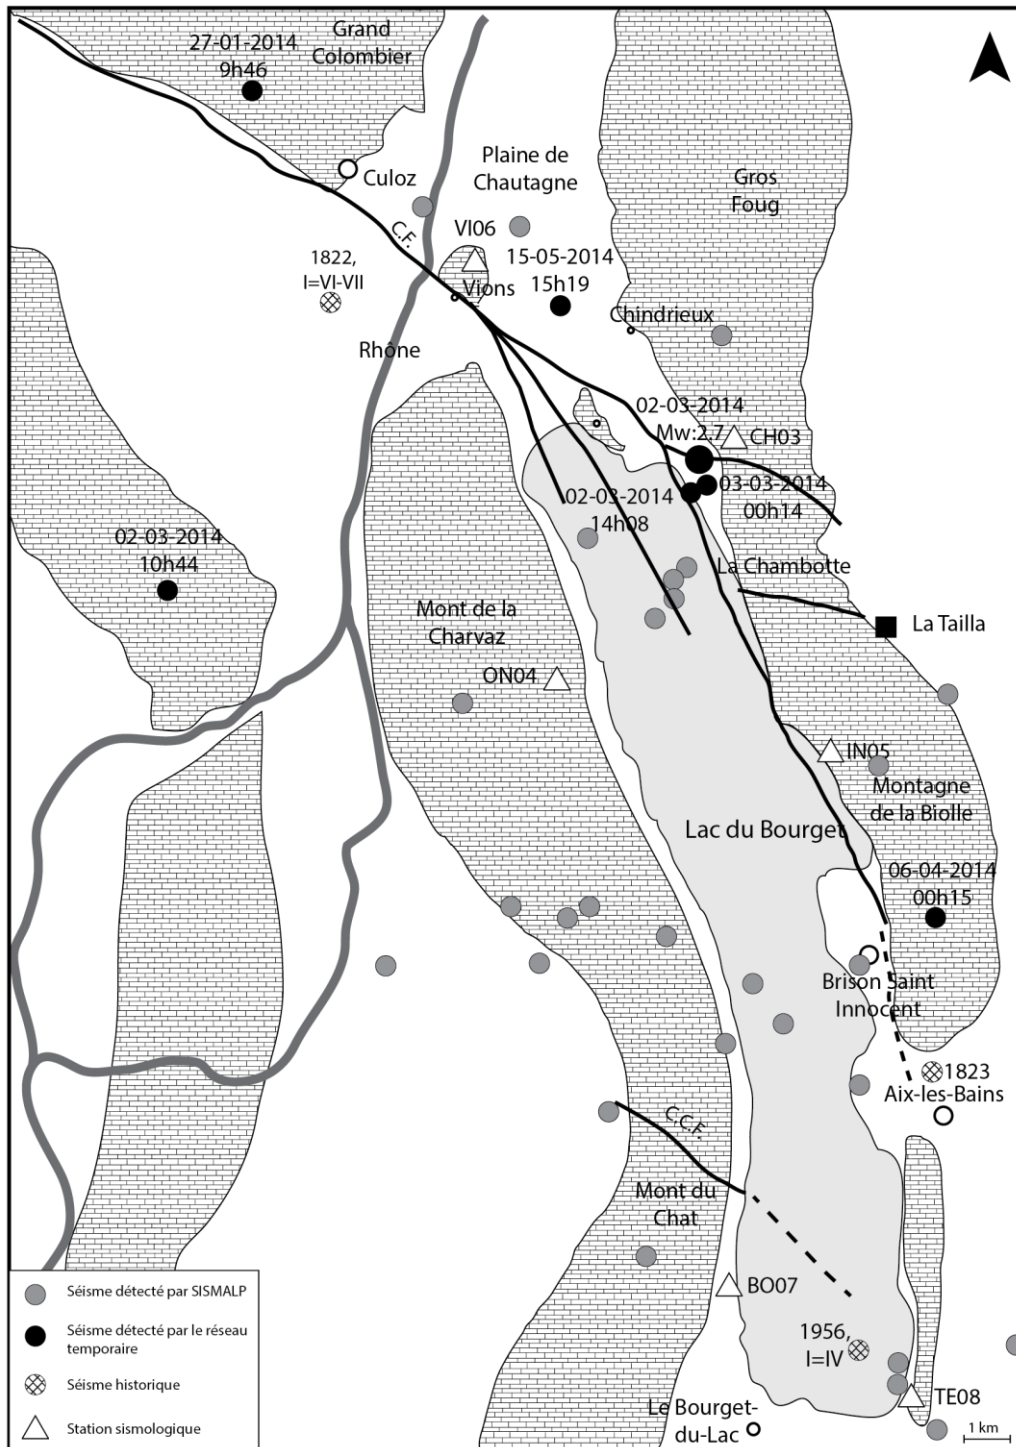 27-01-2014
9h46
Grand
Colombier
Culoz
Plaine de
Chautagne
Gros
Foug
C.F.
VI06
1822,
I=VI-VII
15-05-2014
15h19
Vions
Chindrieux
Rhône
02-03-2014
Mw:2.7
CH03
02-03-2014
14h08
03-03-2014
00h14
02-03-2014
10h44
La Chambotte
Mont de la
Charvaz
La Tailla
ON04
IN05
Montagne
de la Biolle
Lac du Bourget
06-04-2014
00h15
Brison Saint
Innocent
1823
Aix-les-Bains
C.C.F.
Mont du
Chat
BO07
1956,
I=IV
TE08
Le Bourget-
du-Lac
1 km
Séisme détecté par SISMALP
Séisme détecté par le réseau
temporaire
Séisme historique
Station sismologique